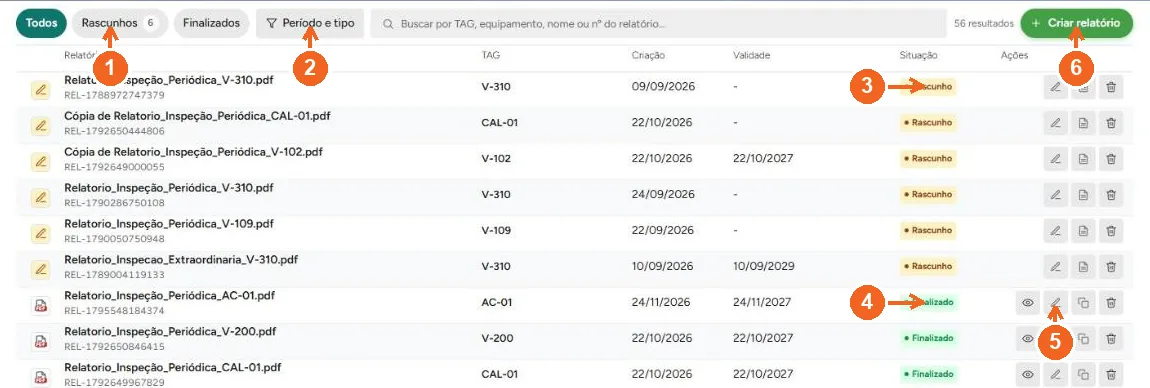 Todos Rascunhos 6 Finalizados Período e tipo Buscar por TAG, equipamento, nome ou nº do relatório... 56 resultados + Criar relatório
1 2 6
TAG Criação Validade Situação Ações
Relatorio_Inspeção_Periódica_V-310.pdf V-310 09/09/2026 - 3 Rascunho
REL-1788972747379
Cópia de Relatorio_Inspeção_Periódica_CAL-01.pdf CAL-01 22/10/2026 - Rascunho
REL-1792650444806
Cópia de Relatorio_Inspeção_Periódica_V-102.pdf V-102 22/10/2026 22/10/2027 Rascunho
REL-1792649000055
Relatorio_Inspeção_Periódica_V-310.pdf V-310 24/09/2026 - Rascunho
REL-1790286750108
Relatorio_Inspeção_Periódica_V-109.pdf V-109 22/09/2026 - Rascunho
REL-1790050750948
Relatorio_Inspecao_Extraordinaria_V-310.pdf V-310 10/09/2026 10/09/2029 Rascunho
REL-1789004119133
Relatorio_Inspeção_Periódica_AC-01.pdf AC-01 24/11/2026 24/11/2027 4 Finalizado
REL-1795548184374
Relatorio_Inspeção_Periódica_V-200.pdf V-200 22/10/2026 22/10/2027 Finalizado 5
REL-1792650846415
Relatorio_Inspeção_Periódica_CAL-01.pdf CAL-01 22/10/2026 22/10/2027 Finalizado
REL-1792649967829